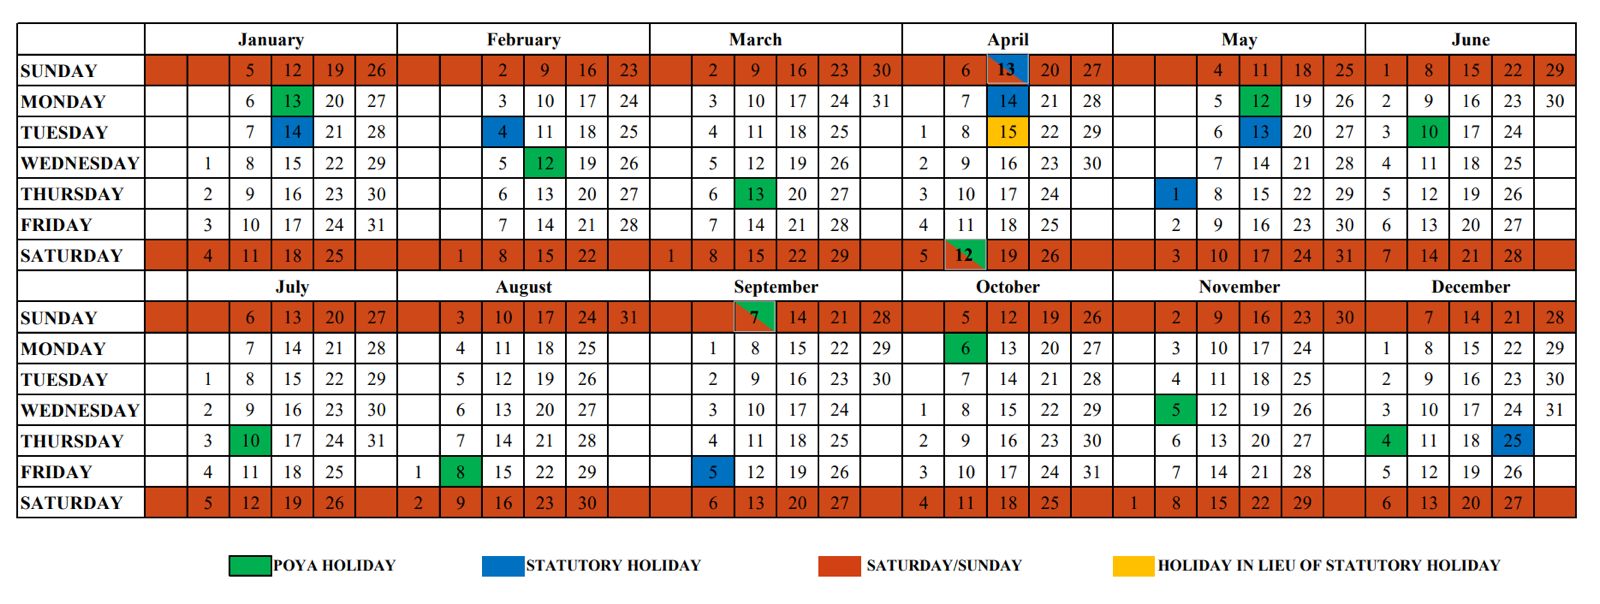 January February March April May June
SUNDAY 5 12 19 26 2 9 16 23 2 9 16 23 30 6 13 20 27 4 11 18 25 1 8 15 22 29
MONDAY 6 13 20 27 3 10 17 24 3 10 17 24 31 7 14 21 28 5 12 19 26 2 9 16 23 30
TUESDAY 7 14 21 28 4 11 18 25 4 11 18 25 1 8 15 22 29 6 13 20 27 3 10 17 24
WEDNESDAY 1 8 15 22 29 5 12 19 26 5 12 19 26 2 9 16 23 30 7 14 21 28 4 11 18 25
THURSDAY 2 9 16 23 30 6 13 20 27 6 13 20 27 3 10 17 24 1 8 15 22 29 5 12 19 26
FRIDAY 3 10 17 24 31 7 14 21 28 7 14 21 28 4 11 18 25 2 9 16 23 30 6 13 20 27
SATURDAY 4 11 18 25 1 8 15 22 1 8 15 22 29 5 12 19 26 3 10 17 24 31 7 14 21 28
July August September October November December
SUNDAY 6 13 20 27 3 10 17 24 31 7 14 21 28 5 12 19 26 2 9 16 23 30 7 14 21 28
MONDAY 7 14 21 28 4 11 18 25 1 8 15 22 29 6 13 20 27 3 10 17 24 1 8 15 22 29
TUESDAY 1 8 15 22 29 5 12 19 26 2 9 16 23 30 7 14 21 28 4 11 18 25 2 9 16 23 30
WEDNESDAY 2 9 16 23 30 6 13 20 27 3 10 17 24 1 8 15 22 29 5 12 19 26 3 10 17 24 31
THURSDAY 3 10 17 24 31 7 14 21 28 4 11 18 25 2 9 16 23 30 6 13 20 27 4 11 18 25
FRIDAY 4 11 18 25 1 8 15 22 29 5 12 19 26 3 10 17 24 31 7 14 21 28 5 12 19 26
SATURDAY 5 12 19 26 2 9 16 23 30 6 13 20 27 4 11 18 25 1 8 15 22 29 6 13 20 27
POYA HOLIDAY STATUTORY HOLIDAY SATURDAY/SUNDAY HOLIDAY IN LIEU OF STATUTORY HOLIDAY